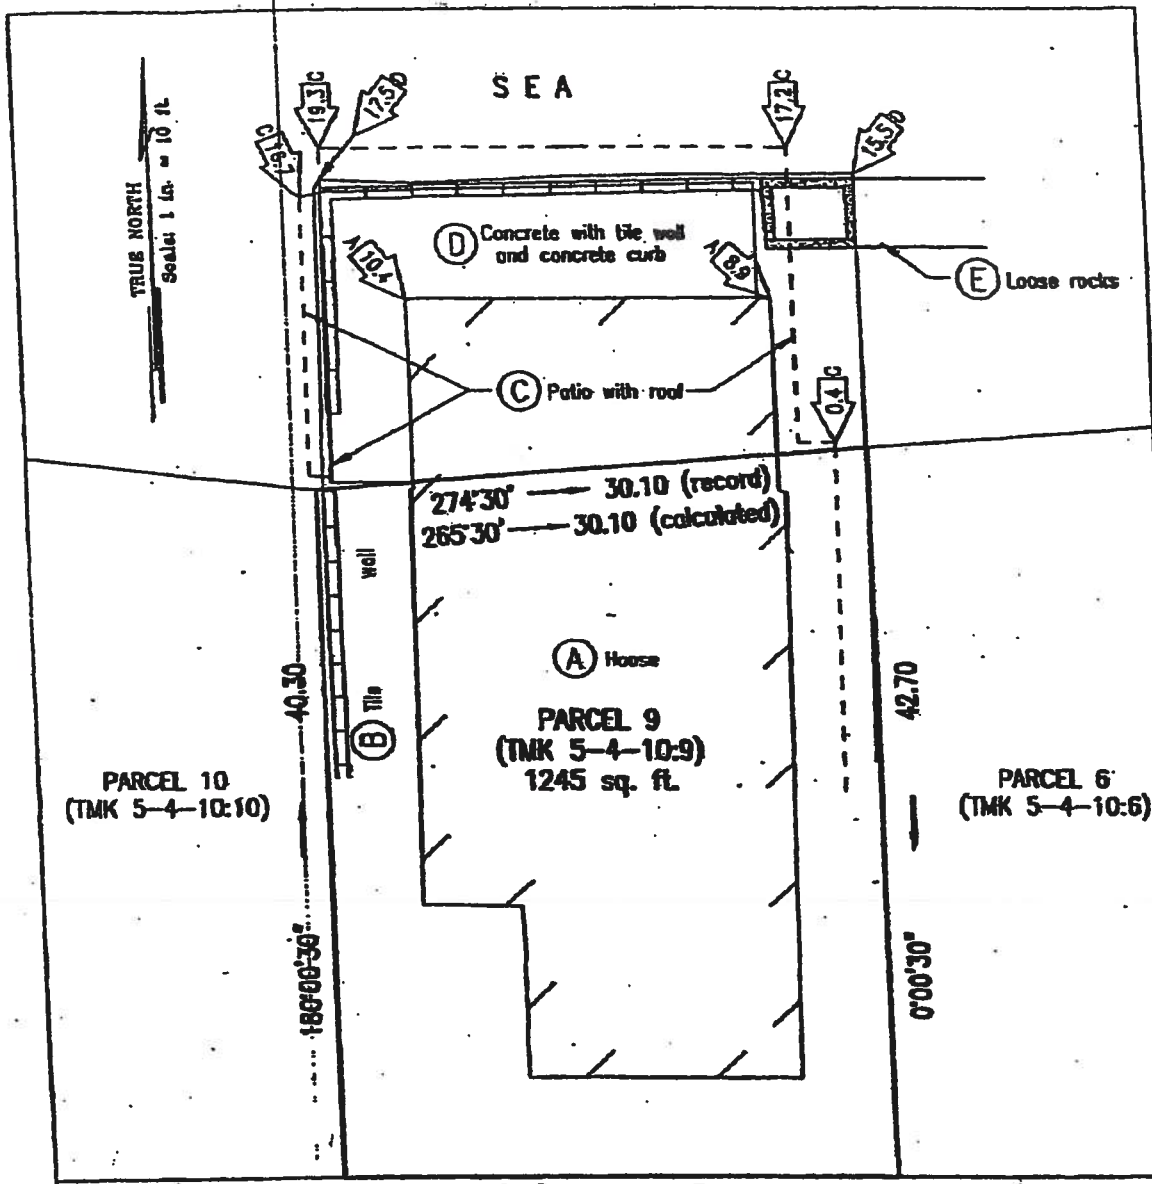 SEA
TRUE NORTH
Scale: 1 in. = 10 ft.
19.3 C
17.5 D
17.2 C
15.5 D
C
D Concrete with tile wall
and concrete curb
A 10.4
A 8.9
E Loose rocks
C Patio with roof
0.4 C
274°30" 30.10 (record)
265°30' 30.10 (calculated)
wall
Tile
B
A House
PARCEL 9
(TMK 5-4-10:9)
1245 sq. ft.
40.30
42.70
PARCEL 10
(TMK 5-4-10:10)
PARCEL 6
(TMK 5-4-10:6)
180°00'30"
0°00'30"